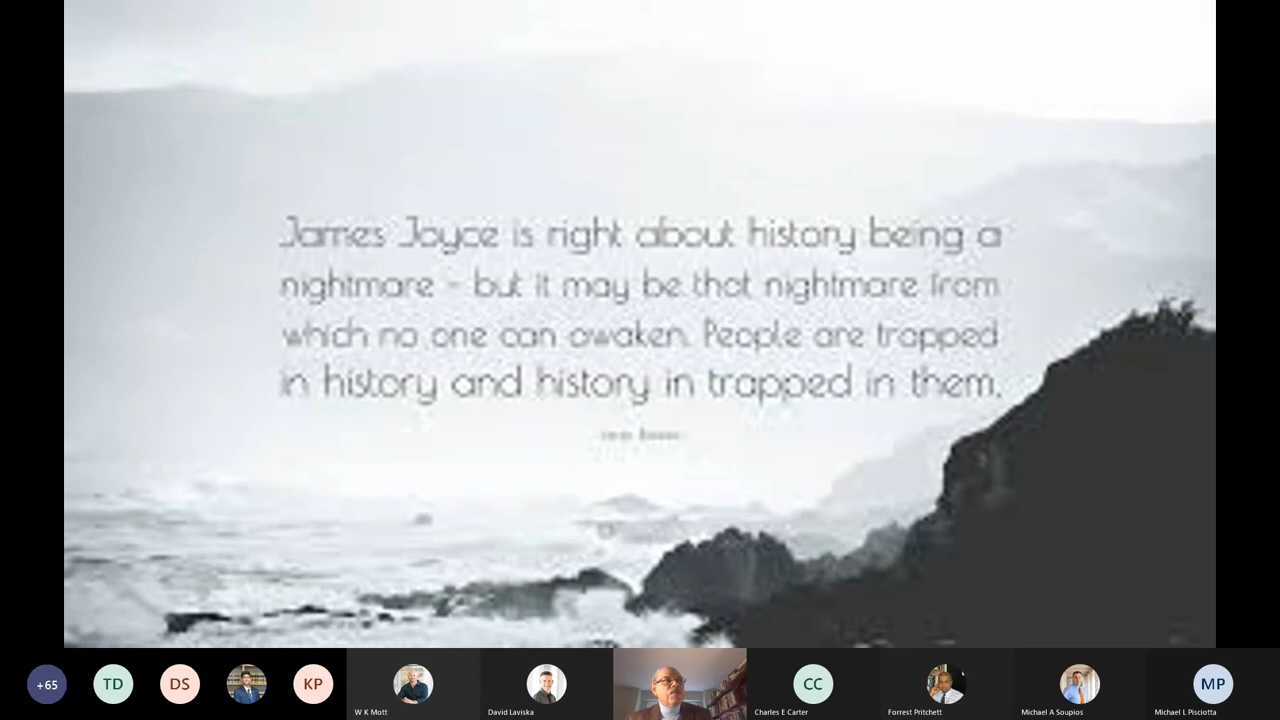 James Joyce is right about history being a
nightmare - but it may be that nightmare from
which no one can awaken. People are trapped
in history and history in trapped in them.
+65
TD
DS
KP
W K Mott
David Laviska
CC
Charles E Carter
Forrest Pritchett
Michael A Soupios
MP
Michael L Pisciotta